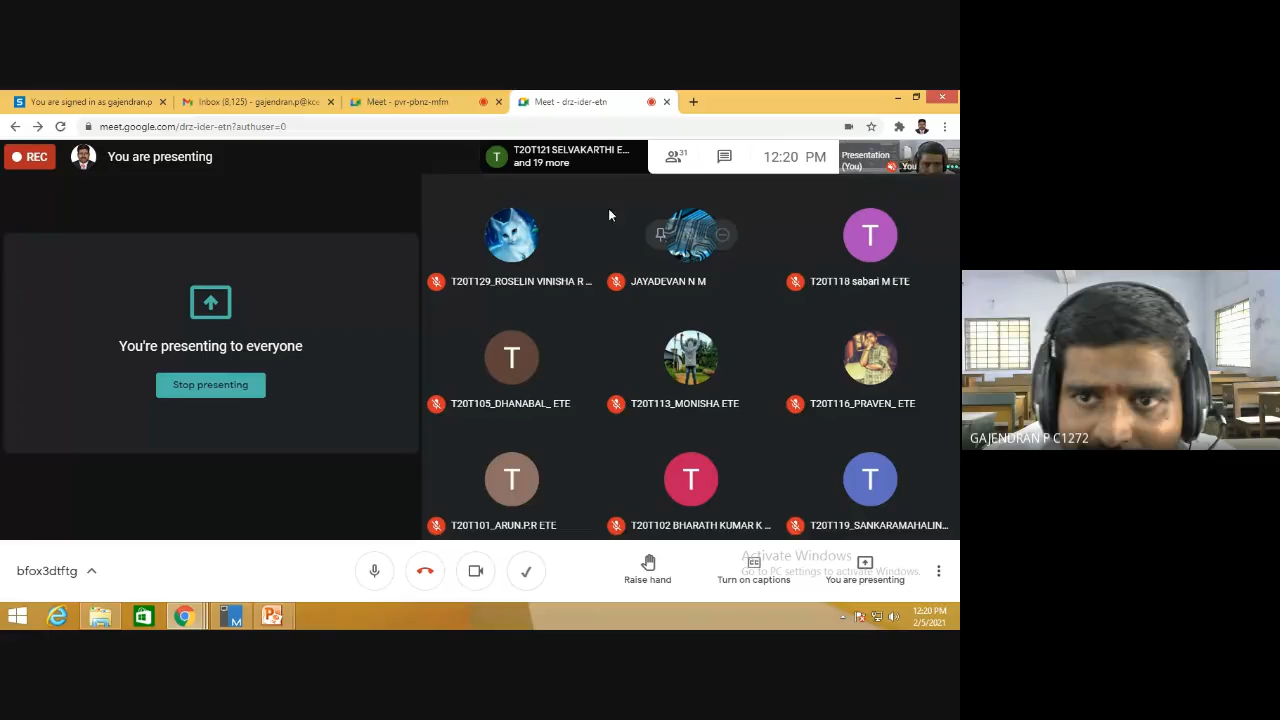 You are signed in as gajendran.p
Inbox (8,125) - gajendran.p@kce
Meet - pvr-pbnz-mfm
Meet - drz-ider-etn
meet.google.com/drz-ider-etn?authuser=0
REC
You are presenting
T
T20T121 SELVAKARTHI E...
and 19 more
31
12:20 PM
Presentation
(You)
You
T20T129_ROSELIN VINISHA R ...
JAYADEVAN N M
T
T20T118 sabari M ETE
You're presenting to everyone
Stop presenting
T
T20T105_DHANABAL_ ETE
T20T113_MONISHA ETE
T20T116_PRAVEN_ ETE
T
T20T101_ARUN.P.R ETE
T
T20T102 BHARATH KUMAR K ...
T
T20T119_SANKARAMAHALIN...
GAJENDRAN P C1272
bfox3dtftg
Raise hand
Turn on captions
You are presenting
Activate Windows
Go to PC settings to activate Windows.
12:20 PM
2/5/2021